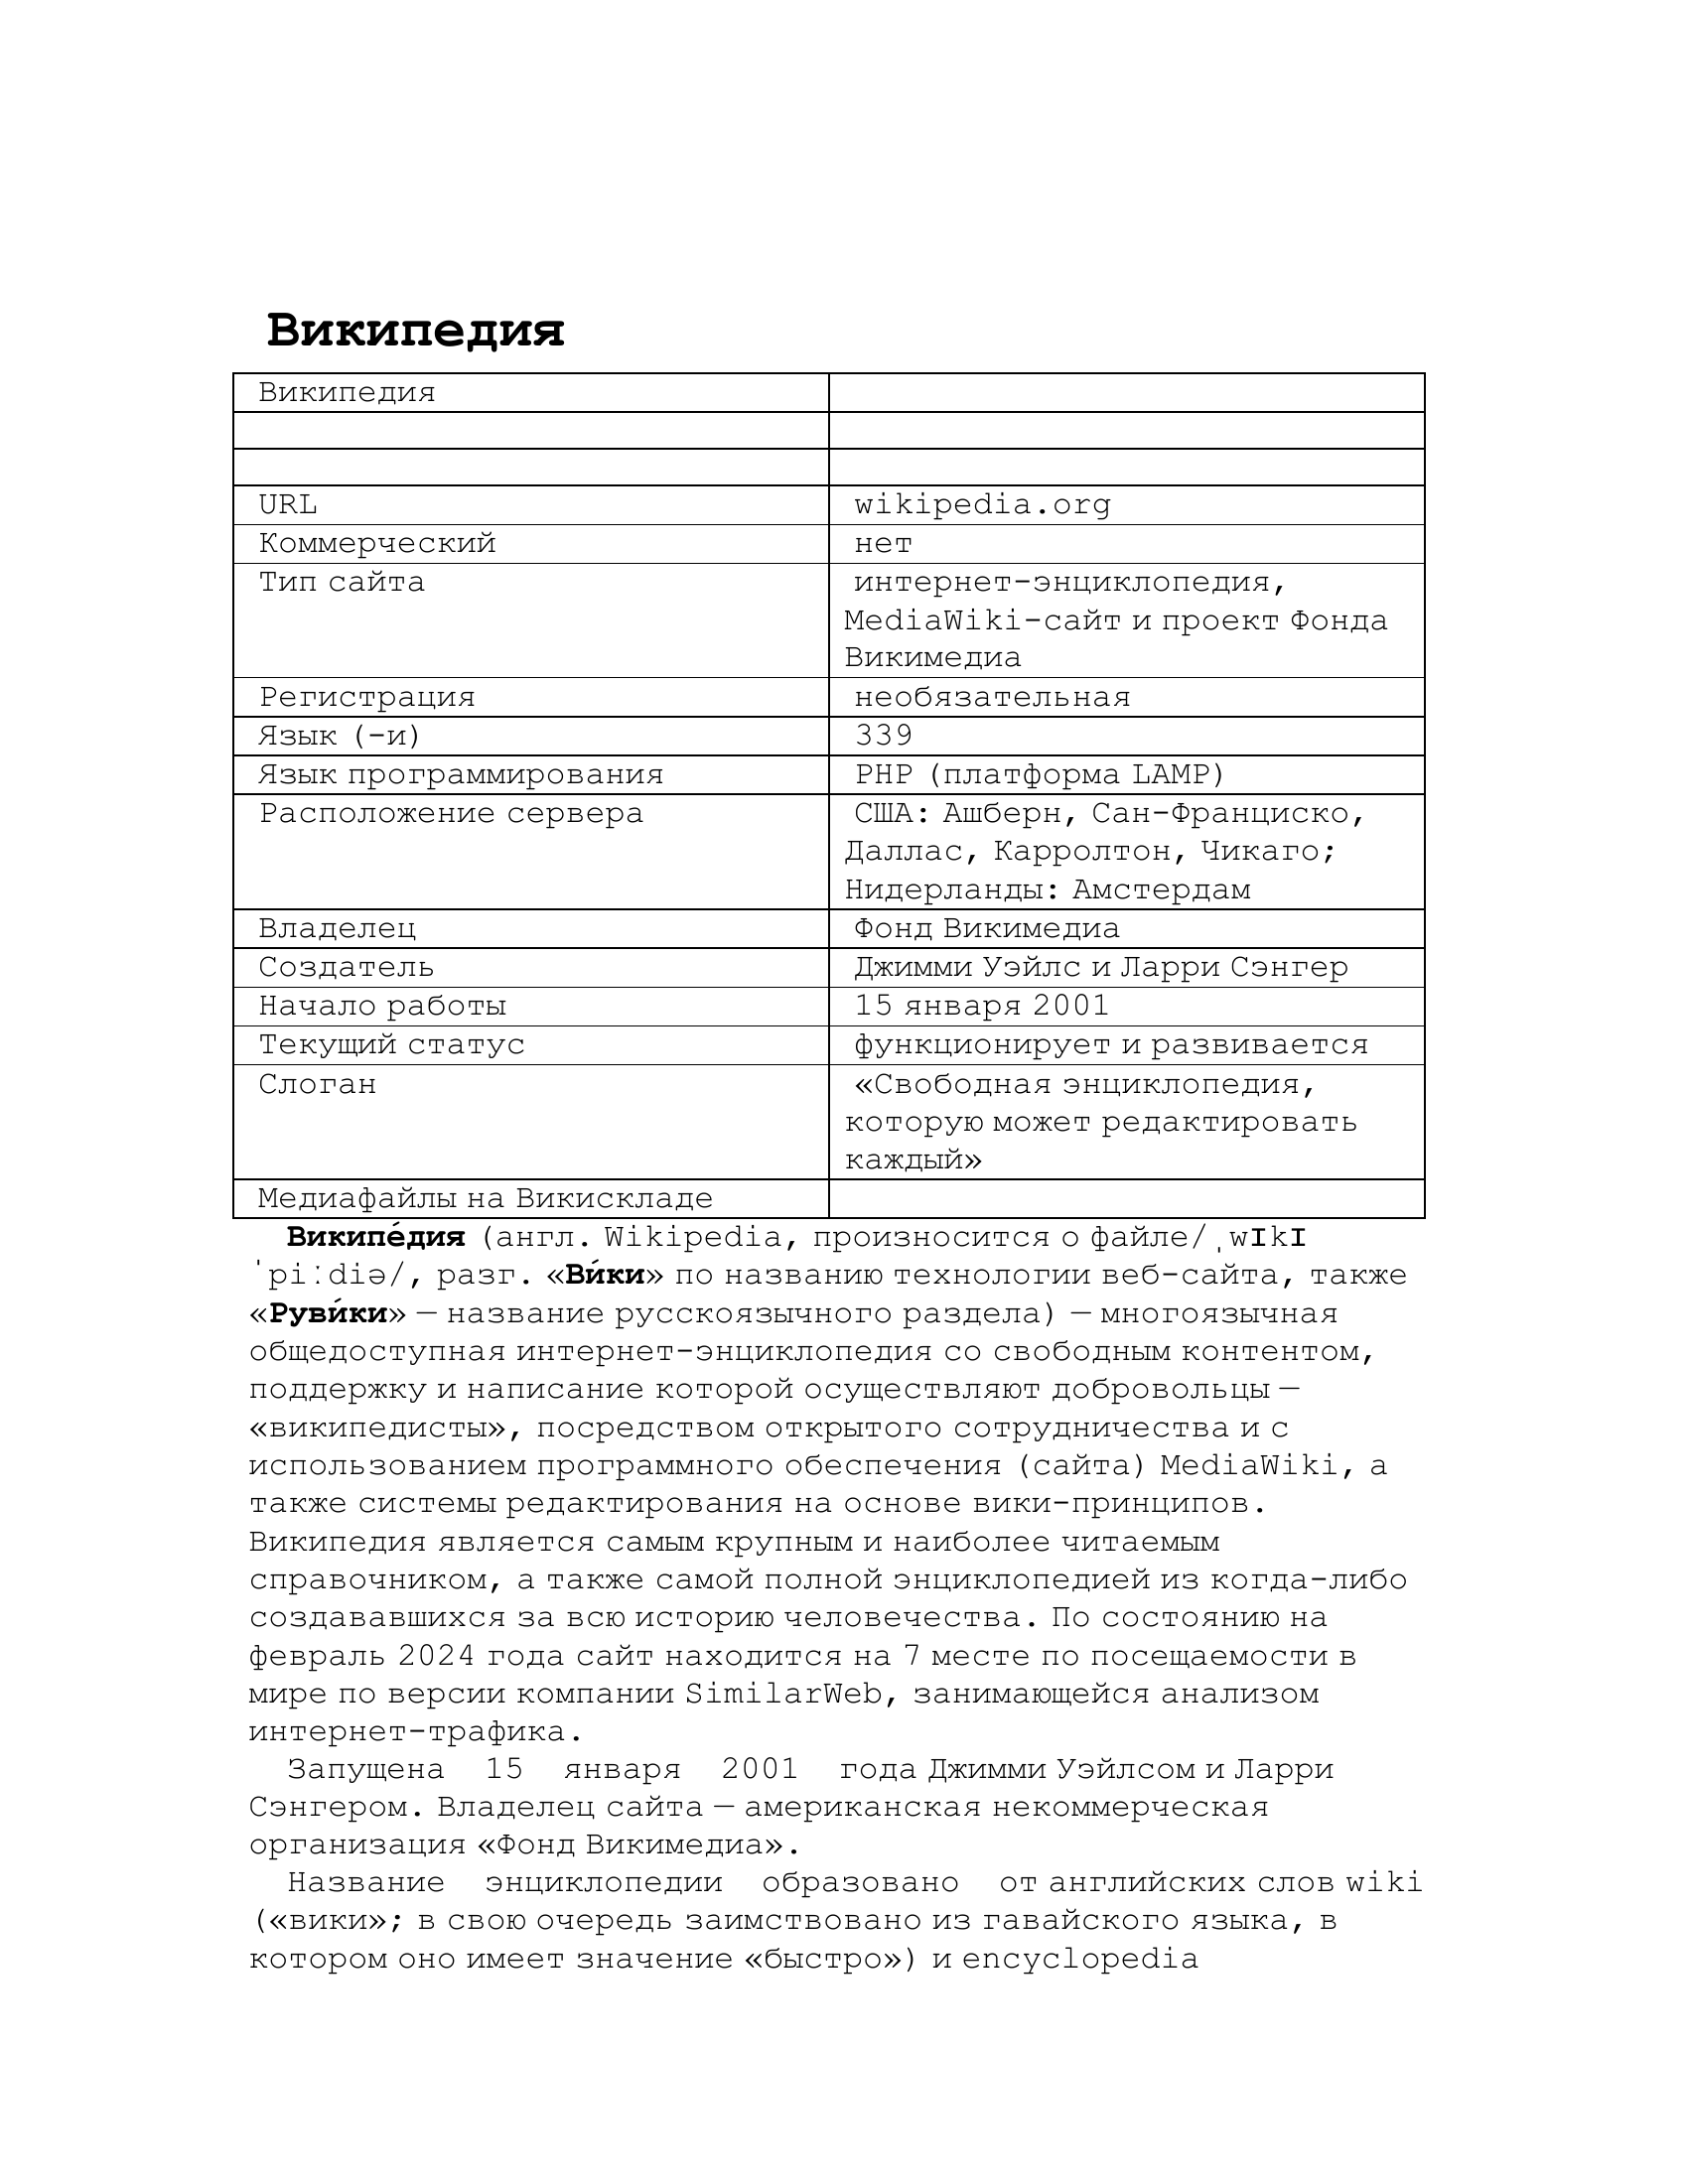 Википедия
Википедия
URL wikipedia.org
Коммерческий нет
Тип сайта интернет-энциклопедия,
MediaWiki-сайт и проект Фонда
Викимедиа
Регистрация необязательная
Язык (-и) 339
Язык программирования PHP (платформа LAMP)
Расположение сервера США: Ашберн, Сан-Франциско,
Даллас, Карролтон, Чикаго;
Нидерланды: Амстердам
Владелец Фонд Викимедиа
Создатель Джимми Уэйлс и Ларри Сэнгер
Начало работы 15 января 2001
Текущий статус функционирует и развивается
Слоган «Свободная энциклопедия,
которую может редактировать
каждый»
Медиафайлы на Викискладе
Википе́дия (англ. Wikipedia, произносится о файле/ˌwɪkɪ
ˈpiːdiə/, разг. «Ви́ки» по названию технологии веб-сайта, также
«Руви́ки» — название русскоязычного раздела) — многоязычная
общедоступная интернет-энциклопедия со свободным контентом,
поддержку и написание которой осуществляют добровольцы —
«википедисты», посредством открытого сотрудничества и с
использованием программного обеспечения (сайта) MediaWiki, а
также системы редактирования на основе вики-принципов.
Википедия является самым крупным и наиболее читаемым
справочником, а также самой полной энциклопедией из когда-либо
создававшихся за всю историю человечества. По состоянию на
февраль 2024 года сайт находится на 7 месте по посещаемости в
мире по версии компании SimilarWeb, занимающейся анализом
интернет-трафика.
Запущена 15 января 2001 года Джимми Уэйлсом и Ларри
Сэнгером. Владелец сайта — американская некоммерческая
организация «Фонд Викимедиа».
Название энциклопедии образовано от английских слов wiki
(«вики»; в свою очередь заимствовано из гавайского языка, в
котором оно имеет значение «быстро») и encyclopedia